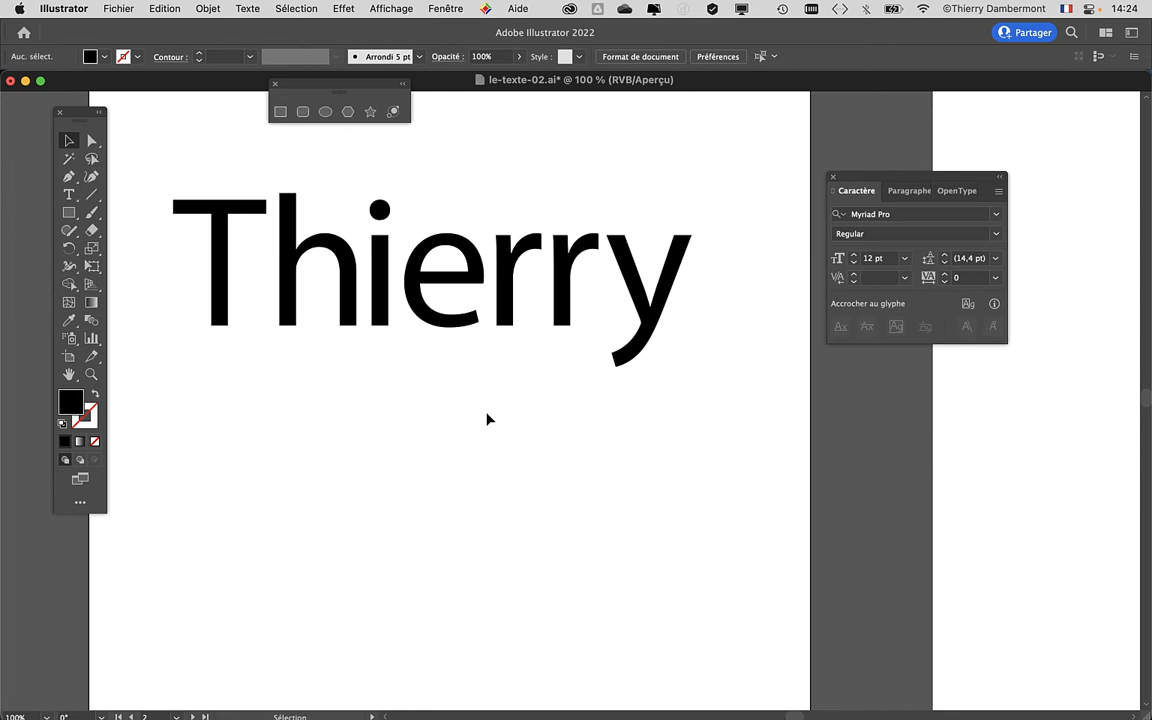 Illustrator Fichier Edition Objet Texte Sélection Effet Affichage Fenêtre Aide ©Thierry Dambermont 14:24
Adobe Illustrator 2022
Partager
Auc. sélect.
Contour :
Arrondi 5 pt
Opacité : 100%
Style :
Format de document
Préférences
le-texte-02.ai* @ 100 % (RVB/Aperçu)
Thierry
Caractère Paragraphe OpenType
Myriad Pro
Regular
12 pt (14,4 pt)
0
Accrocher au glyphe
100% 0° 2 Sélection